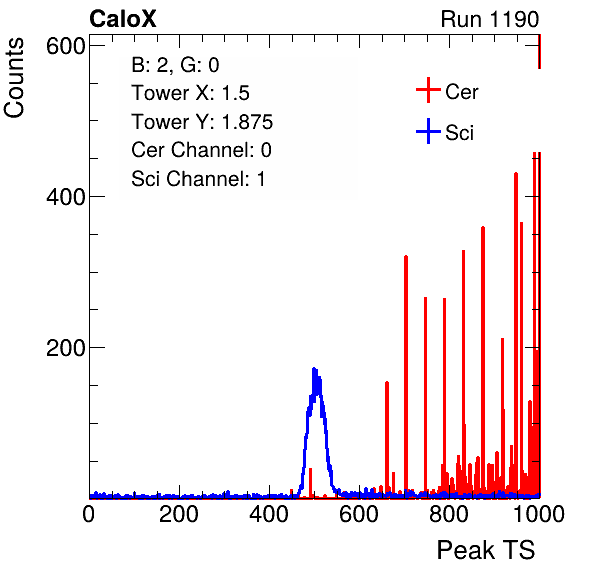 CaloX Run 1190
Counts
600
400
200
B: 2, G: 0
Tower X: 1.5
Tower Y: 1.875
Cer Channel: 0
Sci Channel: 1
Cer
Sci
0 200 400 600 800 1000
Peak TS